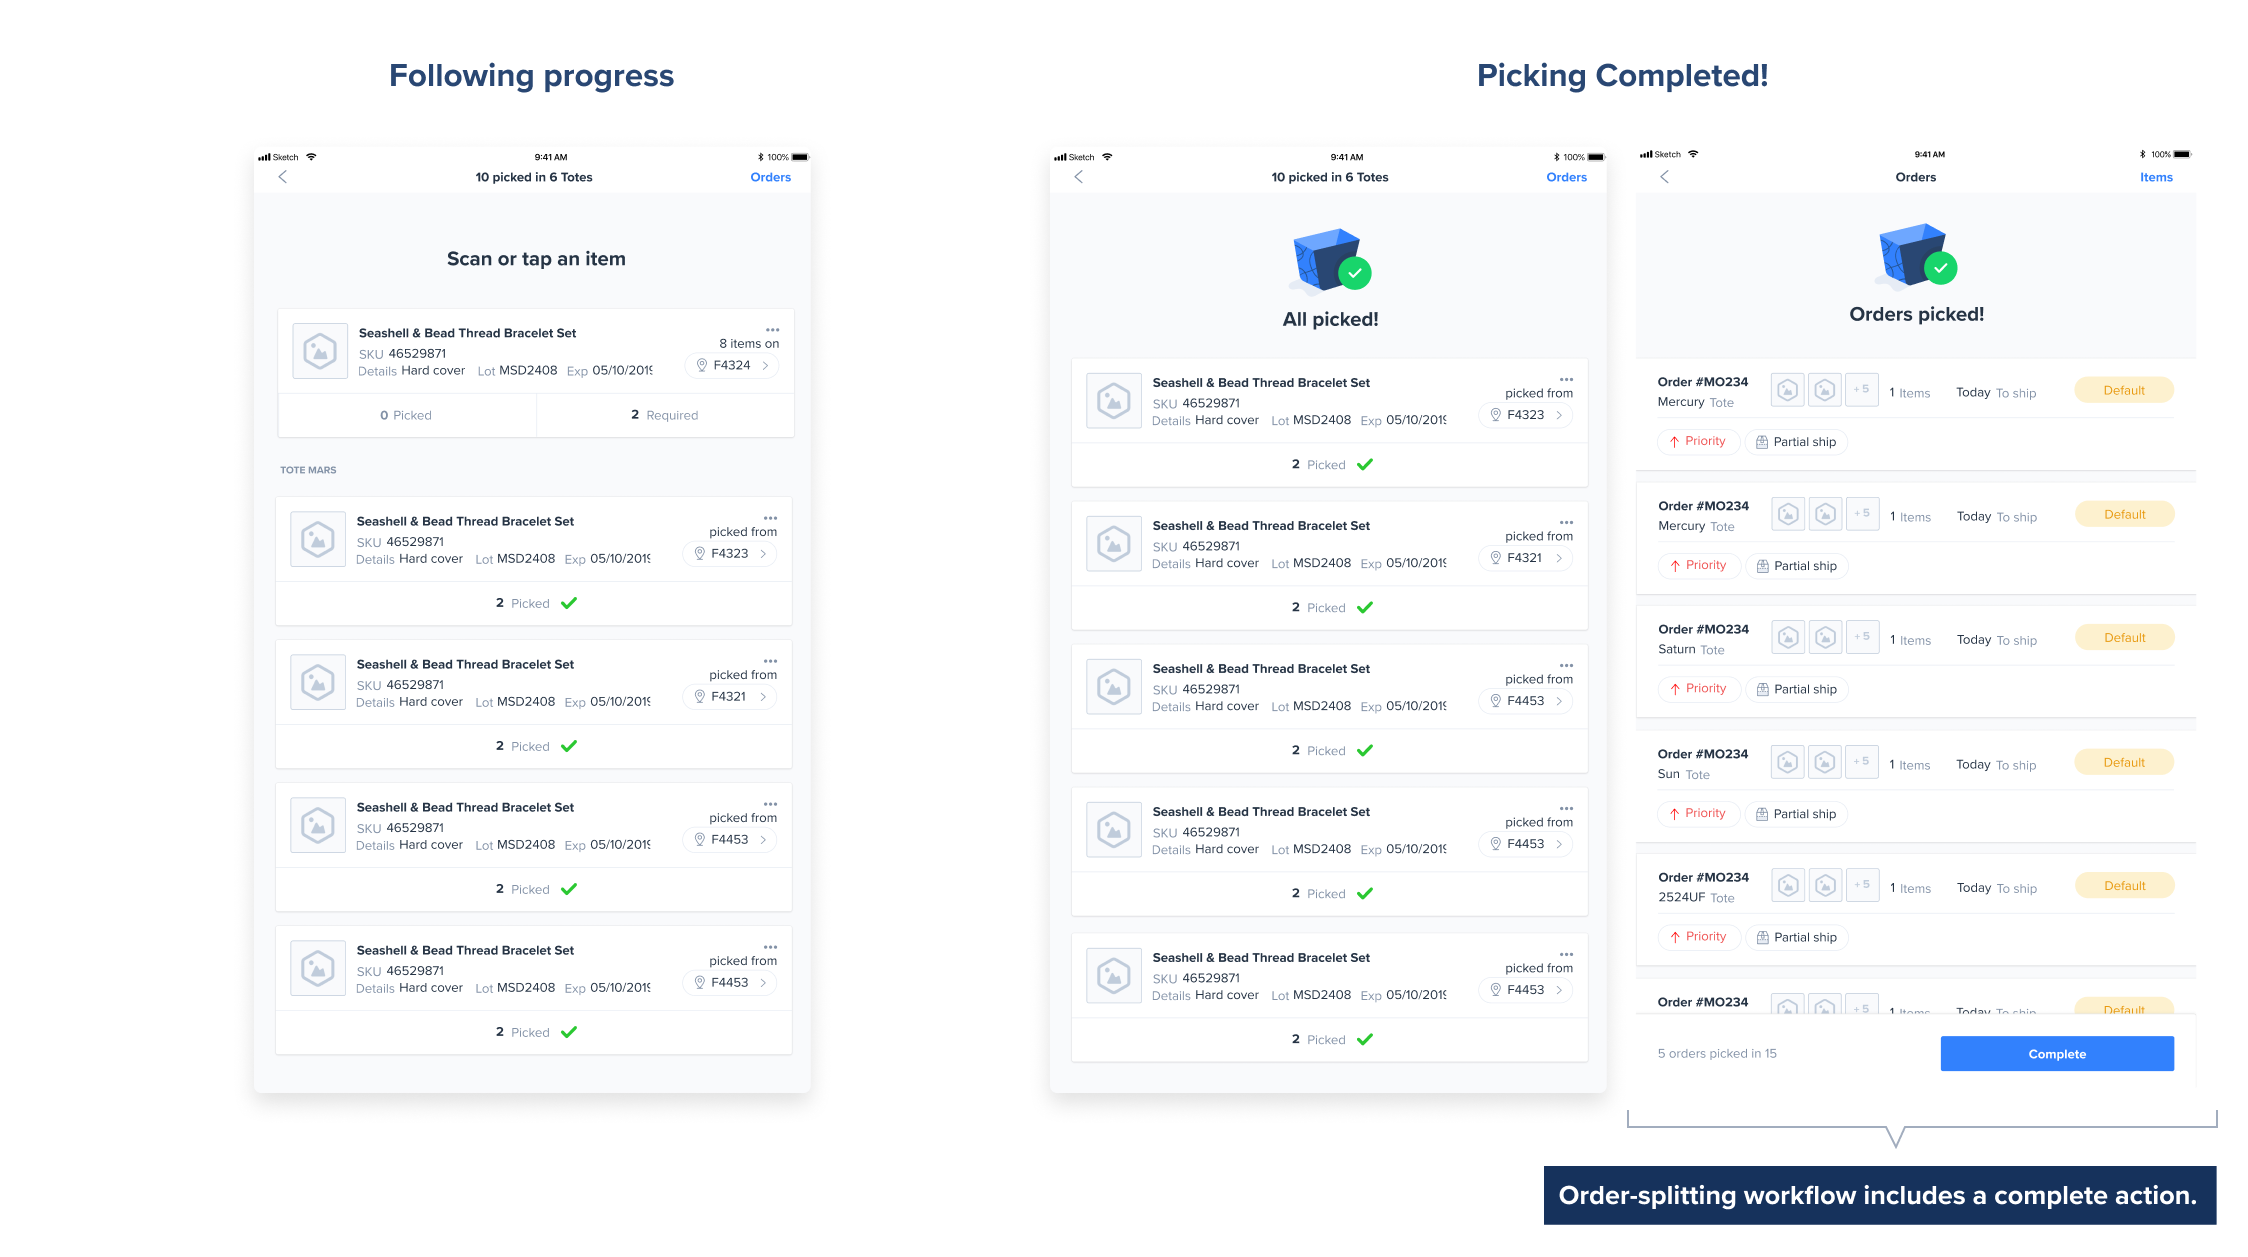 Following progress
Picking Completed!
Sketch 9:41 AM 100%
10 picked in 6 Totes Orders
Scan or tap an item
Seashell & Bead Thread Bracelet Set
8 items on
SKU 46529871
F4324
Details Hard cover Lot MSD2408 Exp 05/10/2019
0 Picked 2 Required
TOTE MARS
Seashell & Bead Thread Bracelet Set
picked from
SKU 46529871
F4323
Details Hard cover Lot MSD2408 Exp 05/10/2019
2 Picked
Seashell & Bead Thread Bracelet Set
picked from
SKU 46529871
F4321
Details Hard cover Lot MSD2408 Exp 05/10/2019
2 Picked
Seashell & Bead Thread Bracelet Set
picked from
SKU 46529871
F4453
Details Hard cover Lot MSD2408 Exp 05/10/2019
2 Picked
Seashell & Bead Thread Bracelet Set
picked from
SKU 46529871
F4453
Details Hard cover Lot MSD2408 Exp 05/10/2019
2 Picked
Sketch 9:41 AM 100%
10 picked in 6 Totes Orders
All picked!
Seashell & Bead Thread Bracelet Set
picked from
SKU 46529871
F4323
Details Hard cover Lot MSD2408 Exp 05/10/2019
2 Picked
Seashell & Bead Thread Bracelet Set
picked from
SKU 46529871
F4321
Details Hard cover Lot MSD2408 Exp 05/10/2019
2 Picked
Seashell & Bead Thread Bracelet Set
picked from
SKU 46529871
F4453
Details Hard cover Lot MSD2408 Exp 05/10/2019
2 Picked
Seashell & Bead Thread Bracelet Set
picked from
SKU 46529871
F4453
Details Hard cover Lot MSD2408 Exp 05/10/2019
2 Picked
Seashell & Bead Thread Bracelet Set
picked from
SKU 46529871
F4453
Details Hard cover Lot MSD2408 Exp 05/10/2019
2 Picked
Sketch 9:41 AM 100%
Orders Items
Orders picked!
Order #MO234
Mercury Tote
+ 5 1 Items Today To ship Default
Priority Partial ship
Order #MO234
Mercury Tote
+ 5 1 Items Today To ship Default
Priority Partial ship
Order #MO234
Saturn Tote
+ 5 1 Items Today To ship Default
Priority Partial ship
Order #MO234
Sun Tote
+ 5 1 Items Today To ship Default
Priority Partial ship
Order #MO234
2524UF Tote
+ 5 1 Items Today To ship Default
Priority Partial ship
Order #MO234
+ 5 1 Items Today To ship Default
5 orders picked in 15 Complete
Order-splitting workflow includes a complete action.